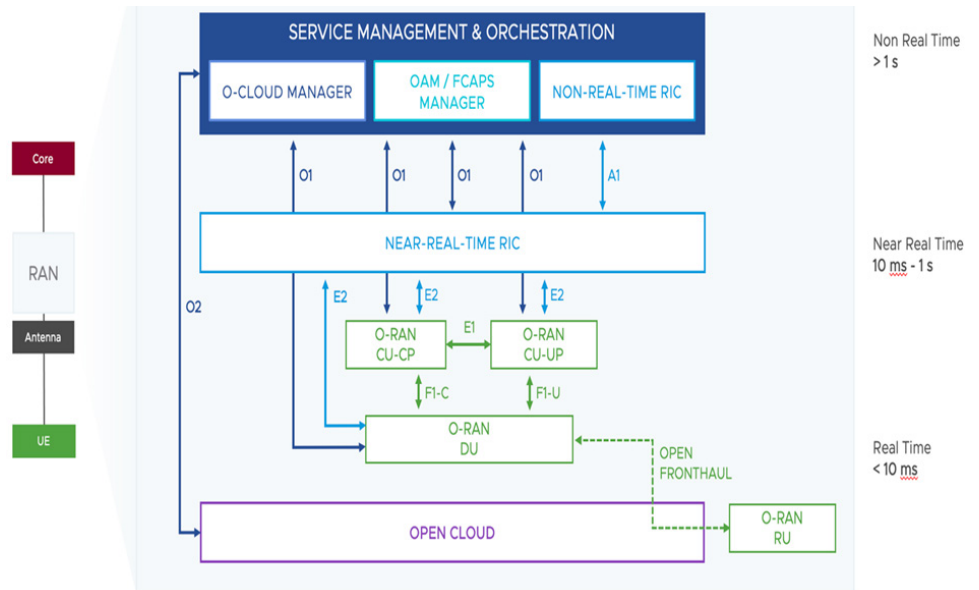 SERVICE MANAGEMENT & ORCHESTRATION
O-CLOUD MANAGER
OAM / FCAPS
MANAGER
NON-REAL-TIME RIC
Non Real Time
> 1 s
Core
RAN
Antenna
UE
O1
O1
O1
O1
A1
NEAR-REAL-TIME RIC
Near Real Time
10 ms - 1 s
O2
E2
E2
E2
O-RAN
CU-CP
E1
O-RAN
CU-UP
F1-C
F1-U
O-RAN
DU
OPEN
FRONTHAUL
Real Time
< 10 ms
OPEN CLOUD
O-RAN
RU